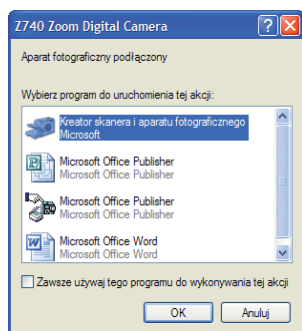 Z740 Zoom Digital Camera
Aparat fotograficzny podłączony
Wybierz program do uruchomienia tej akcji:
Kreator skanera i aparatu fotograficznego
Microsoft
Microsoft Office Publisher
Microsoft Office Publisher
Microsoft Office Publisher
Microsoft Office Publisher
Microsoft Office Word
Microsoft Office Word
Zawsze używaj tego programu do wykonywania tej akcji
OK Anuluj